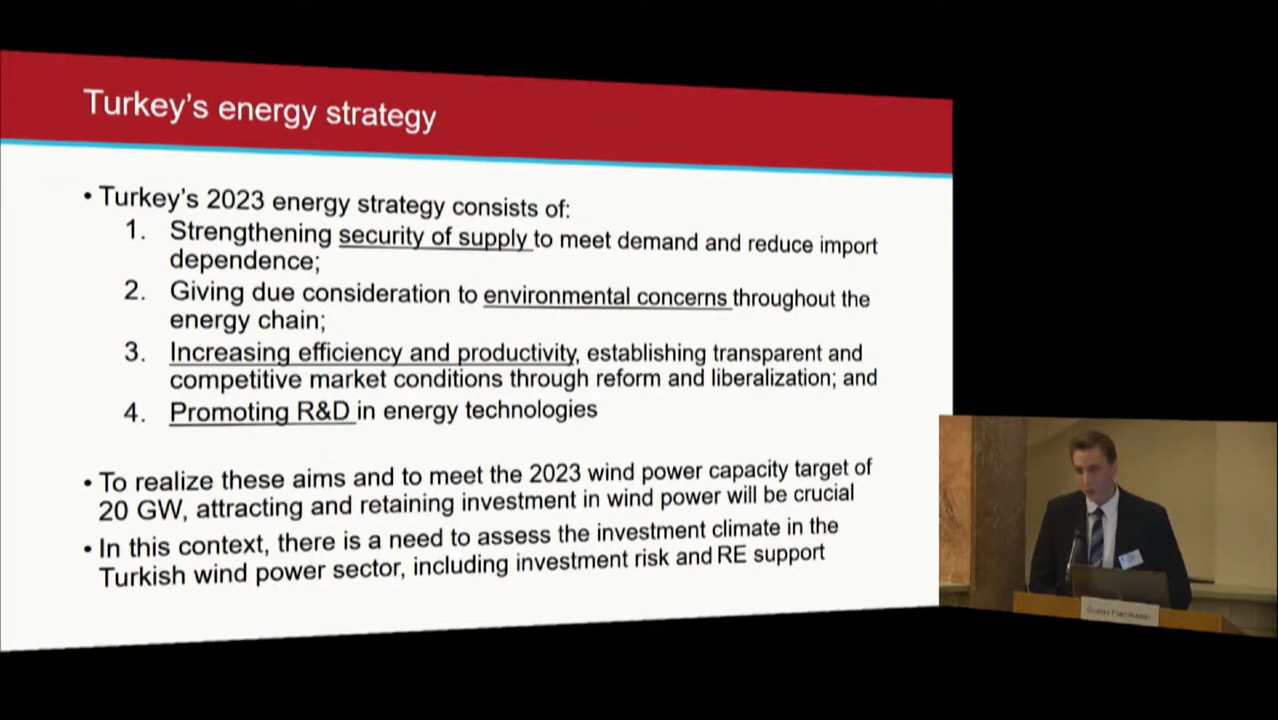 Turkey's energy strategy
• Turkey's 2023 energy strategy consists of:
1. Strengthening security of supply to meet demand and reduce import
dependence;
2. Giving due consideration to environmental concerns throughout the
energy chain;
3. Increasing efficiency and productivity, establishing transparent and
competitive market conditions through reform and liberalization; and
4. Promoting R&D in energy technologies
• To realize these aims and to meet the 2023 wind power capacity target of
20 GW, attracting and retaining investment in wind power will be crucial
• In this context, there is a need to assess the investment climate in the
Turkish wind power sector, including investment risk and RE support